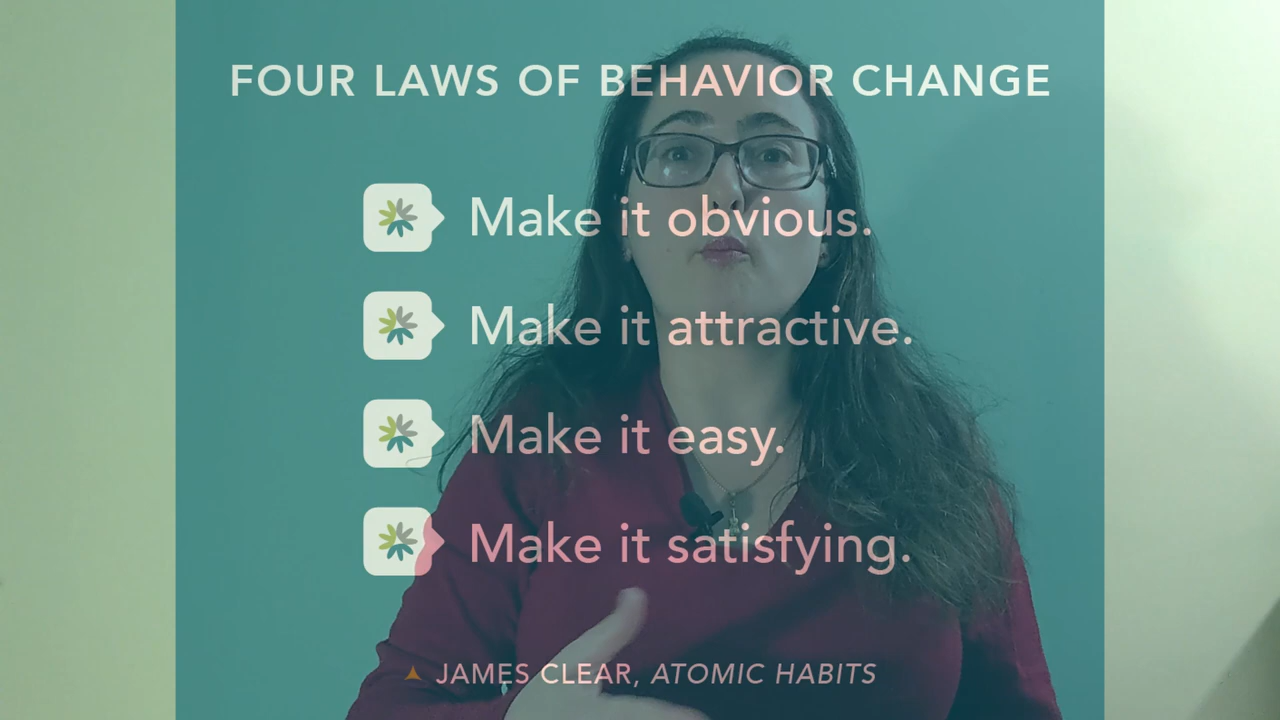 FOUR LAWS OF BEHAVIOR CHANGE
Make it obvious.
Make it attractive.
Make it easy.
Make it satisfying.
JAMES CLEAR, ATOMIC HABITS